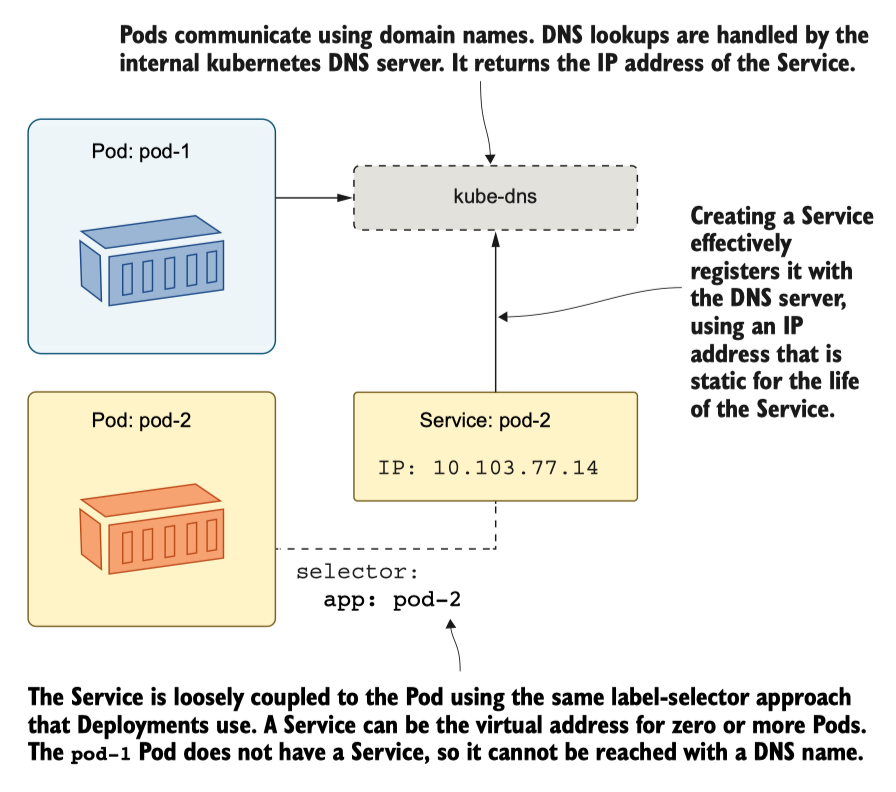 Pods communicate using domain names. DNS lookups are handled by the
internal kubernetes DNS server. It returns the IP address of the Service.
Pod: pod-1
kube-dns
Creating a Service
effectively
registers it with
the DNS server,
using an IP
address that is
static for the life
of the Service.
Pod: pod-2
Service: pod-2
IP: 10.103.77.14
selector:
app: pod-2
The Service is loosely coupled to the Pod using the same label-selector approach
that Deployments use. A Service can be the virtual address for zero or more Pods.
The pod-1 Pod does not have a Service, so it cannot be reached with a DNS name.